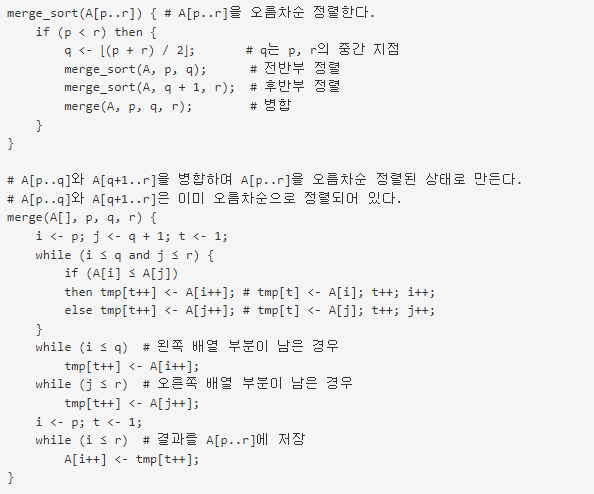 merge_sort(A[p..r]) { # A[p..r]을 오름차순 정렬한다.
    if (p < r) then {
        q <- ⌊(p + r) / 2⌋;       # q는 p, r의 중간 지점
        merge_sort(A, p, q);      # 전반부 정렬
        merge_sort(A, q + 1, r);  # 후반부 정렬
        merge(A, p, q, r);        # 병합
    }
}

# A[p..q]와 A[q+1..r]을 병합하여 A[p..r]을 오름차순 정렬된 상태로 만든다.
# A[p..q]와 A[q+1..r]은 이미 오름차순으로 정렬되어 있다.
merge(A[], p, q, r) {
    i <- p; j <- q + 1; t <- 1;
    while (i ≤ q and j ≤ r) {
        if (A[i] ≤ A[j])
        then tmp[t++] <- A[i++]; # tmp[t] <- A[i]; t++; i++;
        else tmp[t++] <- A[j++]; # tmp[t] <- A[j]; t++; j++;
    }
    while (i ≤ q)  # 왼쪽 배열 부분이 남은 경우
        tmp[t++] <- A[i++];
    while (j ≤ r)  # 오른쪽 배열 부분이 남은 경우
        tmp[t++] <- A[j++];
    i <- p; t <- 1;
    while (i ≤ r)  # 결과를 A[p..r]에 저장
        A[i++] <- tmp[t++];
}